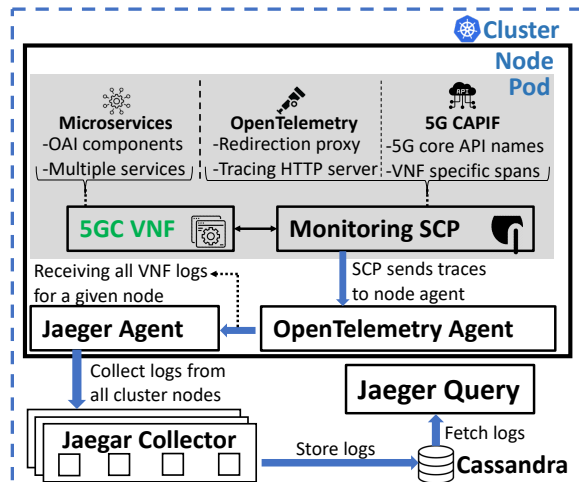 Cluster
Node
Pod
API
Microservices
-OAI components
-Multiple services
OpenTelemetry
-Redirection proxy
-Tracing HTTP server
5G CAPIF
-5G core API names
-VNF specific spans
5GC VNF
Monitoring SCP
Receiving all VNF logs
for a given node
SCP sends traces
to node agent
Jaeger Agent
OpenTelemetry Agent
Collect logs from
all cluster nodes
Jaeger Query
Jaegar Collector
Store logs
Fetch logs
Cassandra